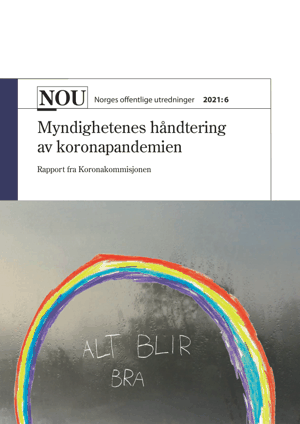 NOU Norges offentlige utredninger 2021: 6
Myndighetenes håndtering
av koronapandemien
Rapport fra Koronakommisjonen
ALT BLIR
BRA